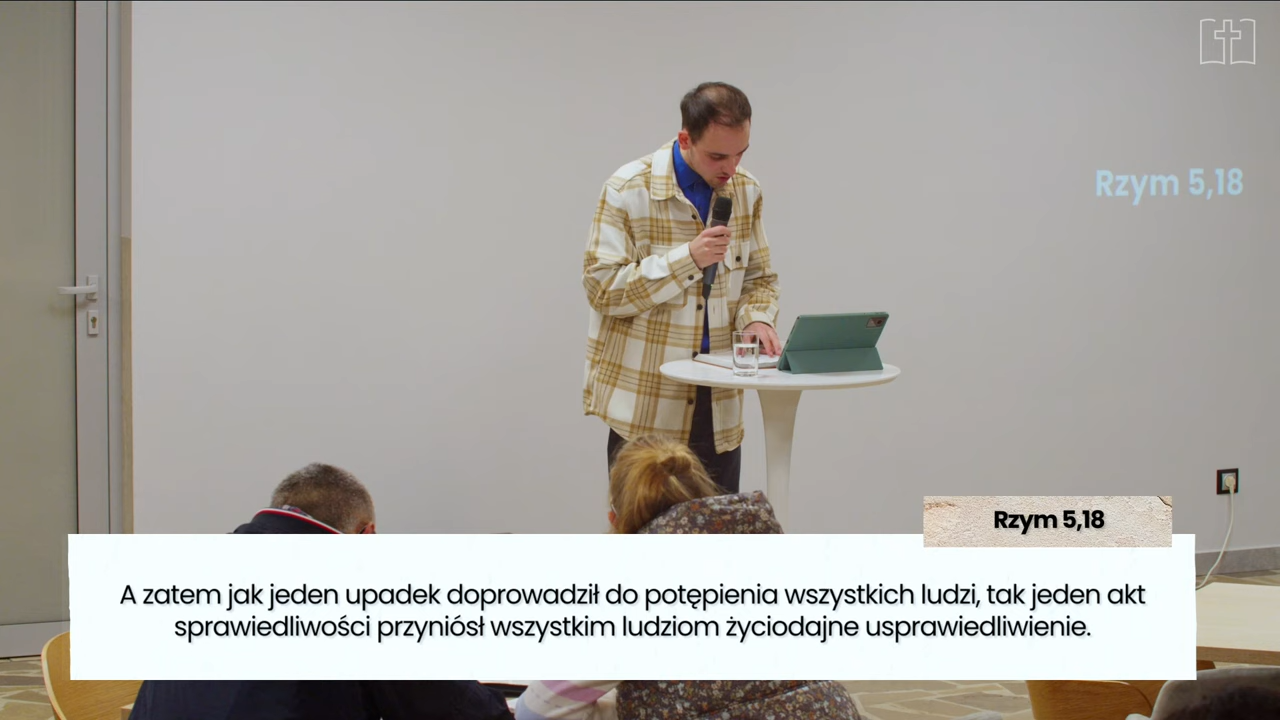 Rzym 5,18
Rzym 5,18
A zatem jak jeden upadek doprowadził do potępienia wszystkich ludzi, tak jeden akt
sprawiedliwości przyniósł wszystkim ludziom życiodajne usprawiedliwienie.